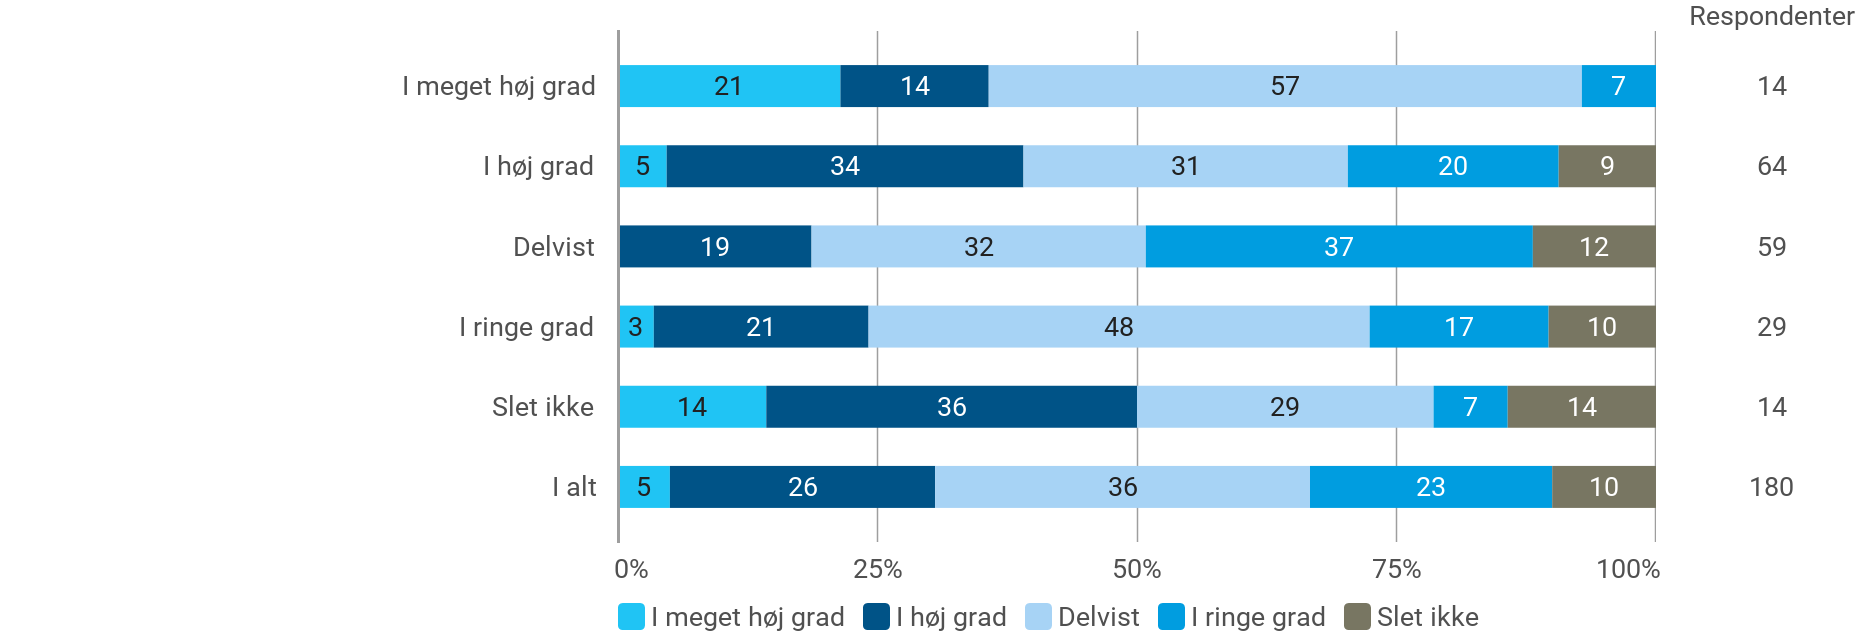 Respondenter
I meget høj grad 21 14 57 7 14
I høj grad 5 34 31 20 9 64
Delvist 19 32 37 12 59
I ringe grad 3 21 48 17 10 29
Slet ikke 14 36 29 7 14 14
I alt 5 26 36 23 10 180
0% 25% 50% 75% 100%
I meget høj grad I høj grad Delvist I ringe grad Slet ikke